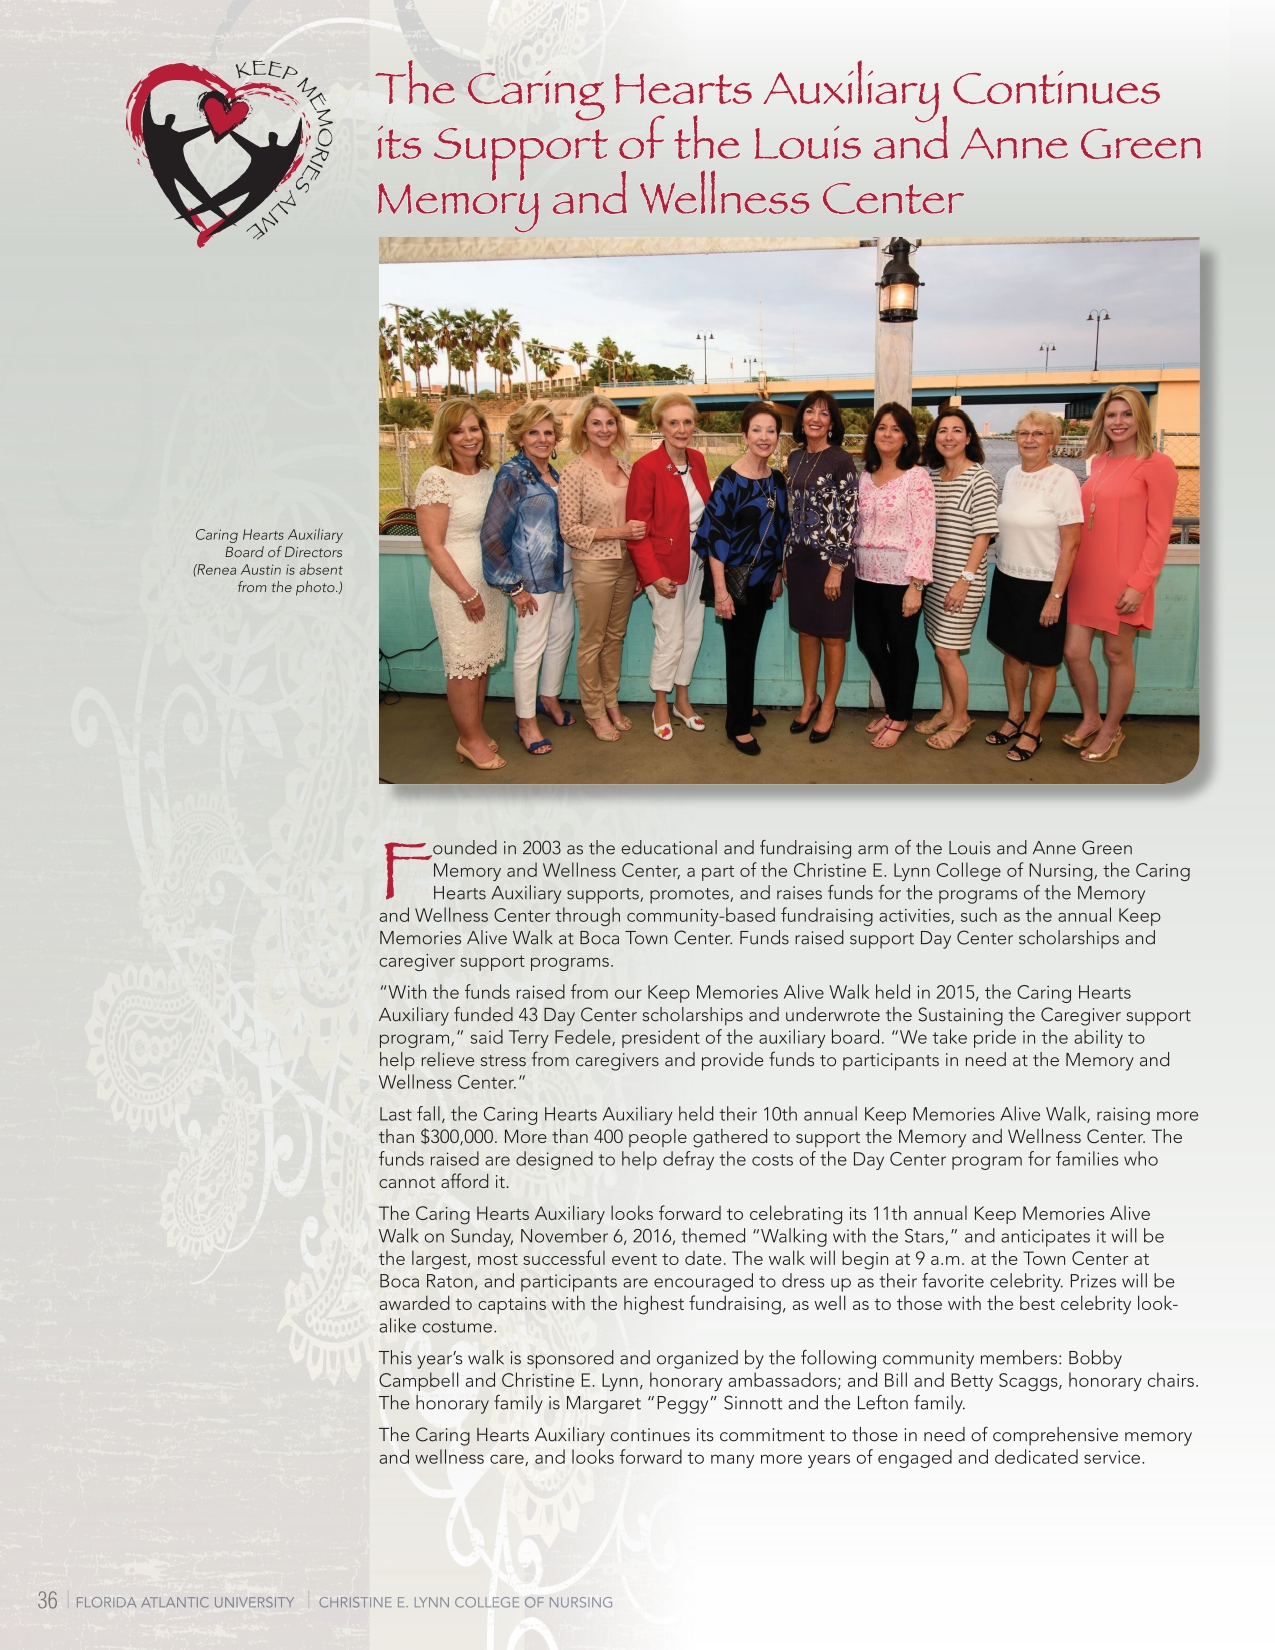 KEEP MEMORIES ALIVE
The Caring Hearts Auxiliary Continues
its Support of the Louis and Anne Green
Memory and Wellness Center
Caring Hearts Auxiliary
Board of Directors
(Renea Austin is absent
from the photo.)
Founded in 2003 as the educational and fundraising arm of the Louis and Anne Green
Memory and Wellness Center, a part of the Christine E. Lynn College of Nursing, the Caring
Hearts Auxiliary supports, promotes, and raises funds for the programs of the Memory
and Wellness Center through community-based fundraising activities, such as the annual Keep
Memories Alive Walk at Boca Town Center. Funds raised support Day Center scholarships and
caregiver support programs.
“With the funds raised from our Keep Memories Alive Walk held in 2015, the Caring Hearts
Auxiliary funded 43 Day Center scholarships and underwrote the Sustaining the Caregiver support
program,” said Terry Fedele, president of the auxiliary board. “We take pride in the ability to
help relieve stress from caregivers and provide funds to participants in need at the Memory and
Wellness Center.”
Last fall, the Caring Hearts Auxiliary held their 10th annual Keep Memories Alive Walk, raising more
than $300,000. More than 400 people gathered to support the Memory and Wellness Center. The
funds raised are designed to help defray the costs of the Day Center program for families who
cannot afford it.
The Caring Hearts Auxiliary looks forward to celebrating its 11th annual Keep Memories Alive
Walk on Sunday, November 6, 2016, themed “Walking with the Stars,” and anticipates it will be
the largest, most successful event to date. The walk will begin at 9 a.m. at the Town Center at
Boca Raton, and participants are encouraged to dress up as their favorite celebrity. Prizes will be
awarded to captains with the highest fundraising, as well as to those with the best celebrity look-
alike costume.
This year’s walk is sponsored and organized by the following community members: Bobby
Campbell and Christine E. Lynn, honorary ambassadors; and Bill and Betty Scaggs, honorary chairs.
The honorary family is Margaret “Peggy” Sinnott and the Lefton family.
The Caring Hearts Auxiliary continues its commitment to those in need of comprehensive memory
and wellness care, and looks forward to many more years of engaged and dedicated service.
36 | FLORIDA ATLANTIC UNIVERSITY | CHRISTINE E. LYNN COLLEGE OF NURSING